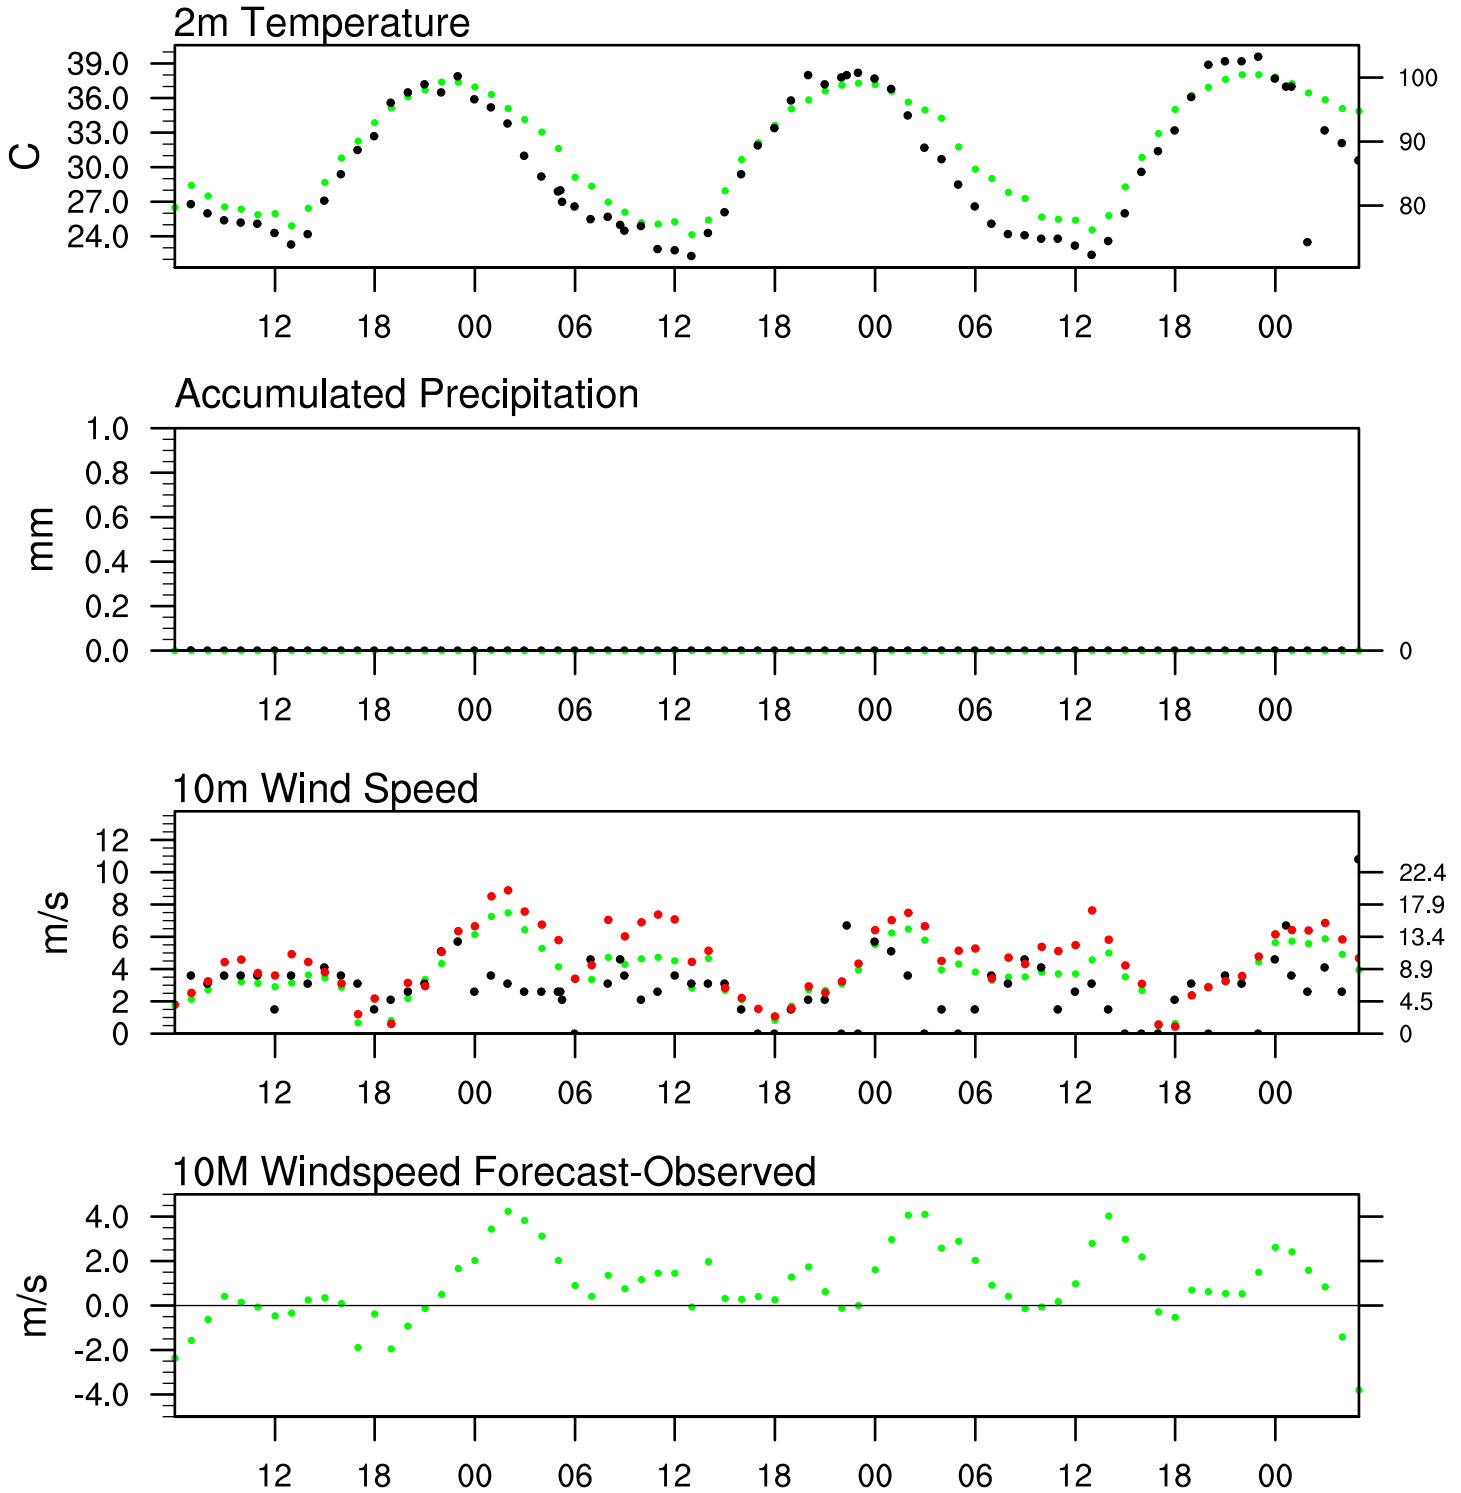 2m Temperature
39.0
36.0
33.0
30.0
27.0
24.0
C
100
90
80
12 18 00 06 12 18 00 06 12 18 00
Accumulated Precipitation
1.0
0.8
0.6
0.4
0.2
0.0
mm
0
12 18 00 06 12 18 00 06 12 18 00
10m Wind Speed
12
10
8
6
4
2
0
m/s
22.4
17.9
13.4
8.9
4.5
0
12 18 00 06 12 18 00 06 12 18 00
10M Windspeed Forecast-Observed
4.0
2.0
0.0
-2.0
-4.0
m/s
12 18 00 06 12 18 00 06 12 18 00